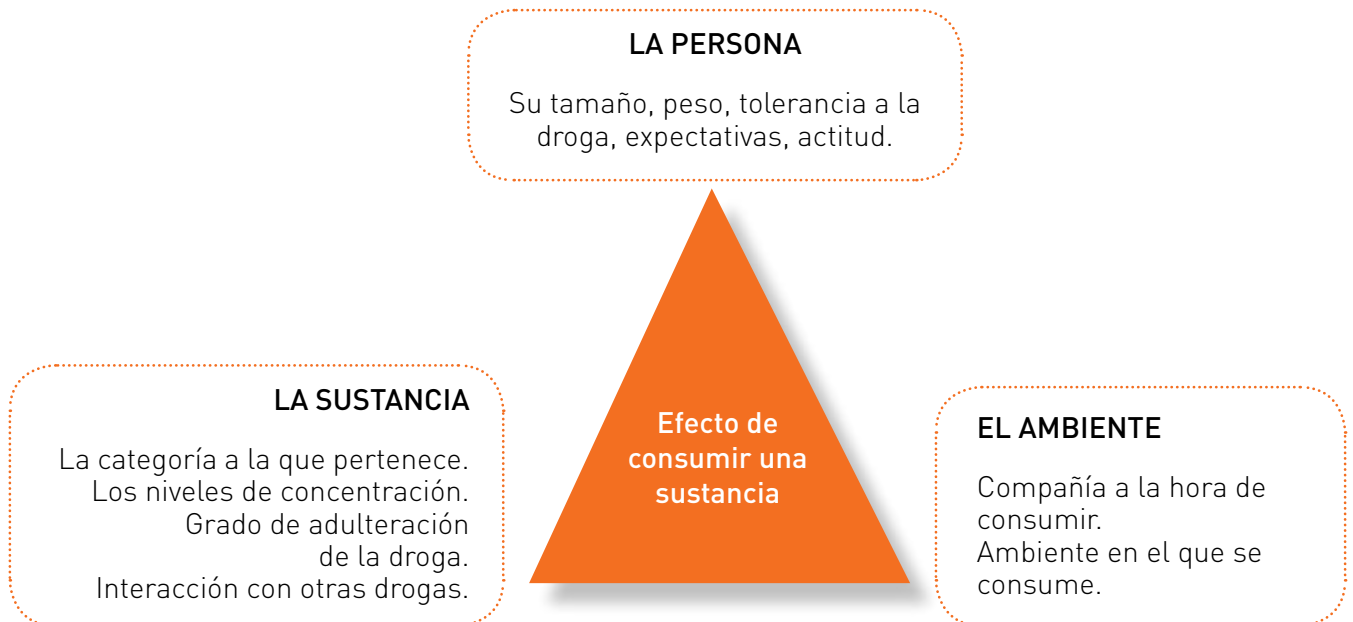 LA PERSONA
Su tamaño, peso, tolerancia a la
droga, expectativas, actitud.
LA SUSTANCIA
La categoría a la que pertenece.
Los niveles de concentración.
Grado de adulteración
de la droga.
Interacción con otras drogas.
Efecto de
consumir una
sustancia
EL AMBIENTE
Compañía a la hora de
consumir.
Ambiente en el que se
consume.